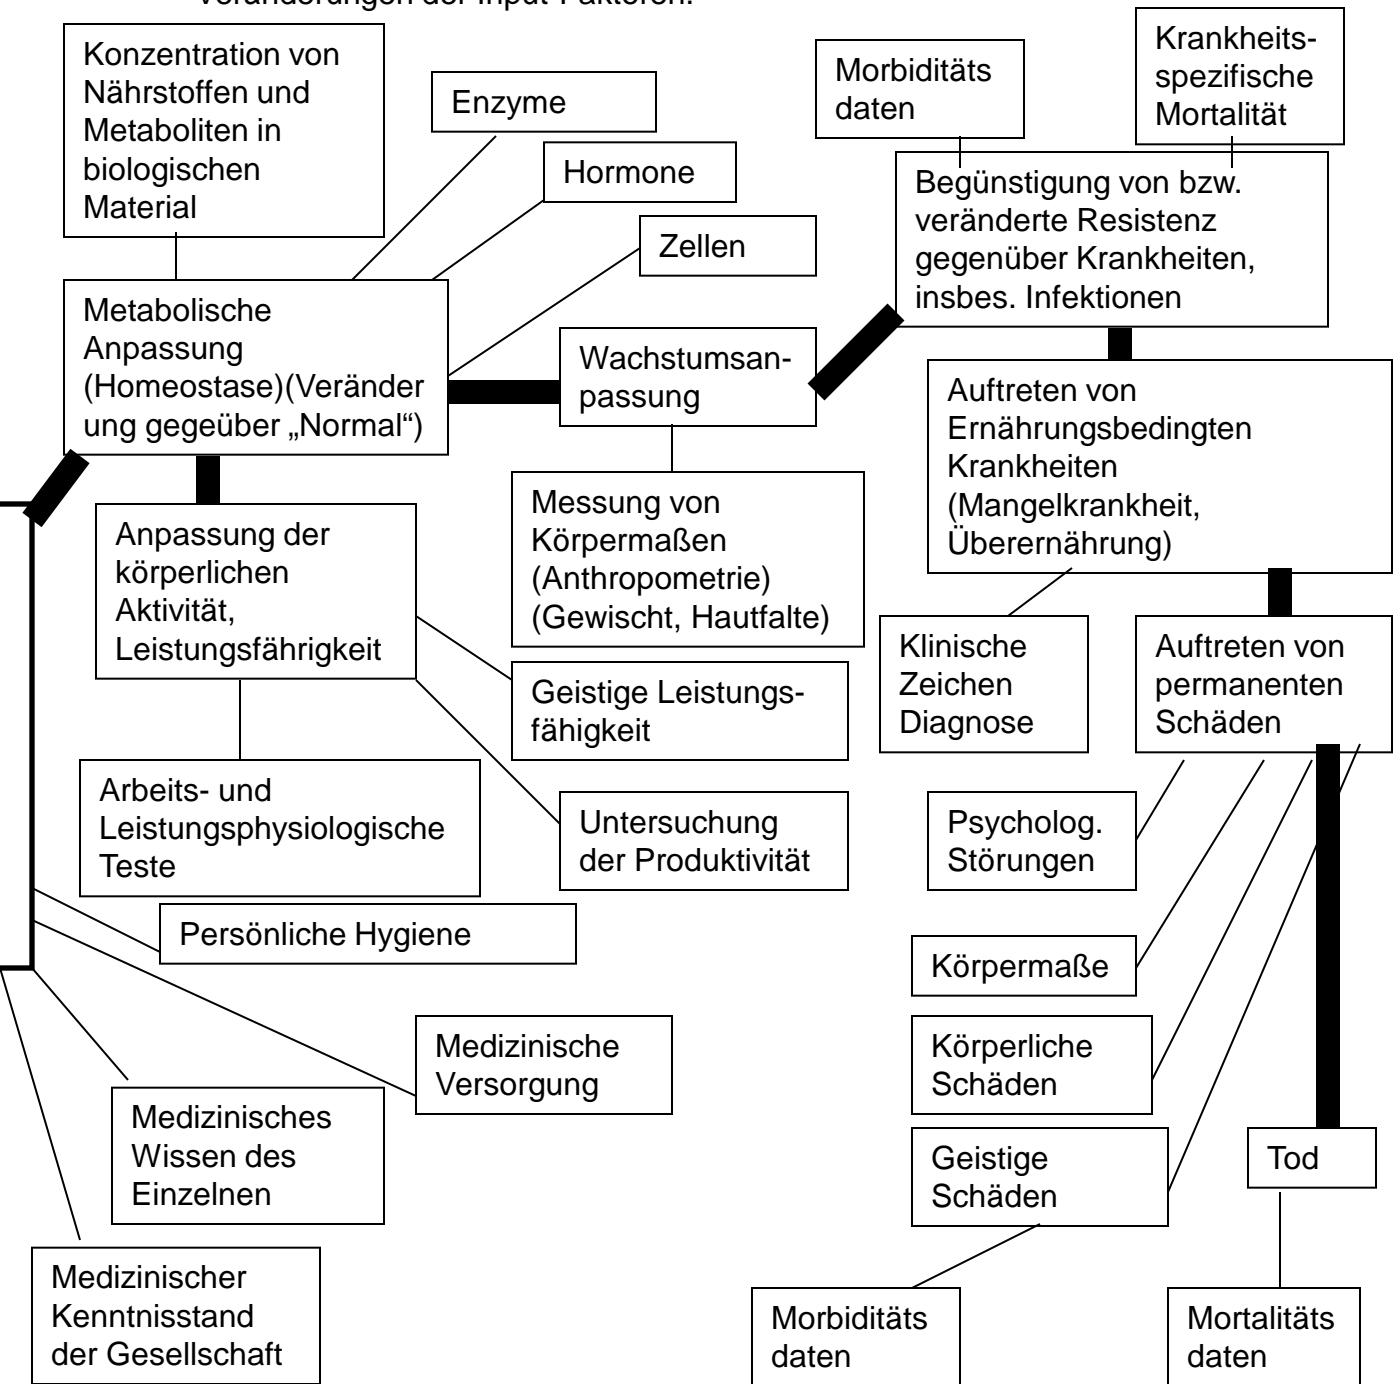 Veränderungen der Input-Faktoren.
Konzentration von
Nährstoffen und
Metaboliten in
biologischen
Material
Enzyme
Hormone
Zellen
Morbiditäts
daten
Krankheits-
spezifische
Mortalität
Begünstigung von bzw.
veränderte Resistenz
gegenüber Krankheiten,
insbes. Infektionen
Metabolische
Anpassung
(Homeostase)(Veränder
ung gegeüber „Normal“)
Wachstumsan-
passung
Auftreten von
Ernährungsbedingten
Krankheiten
(Mangelkrankheit,
Überernährung)
Anpassung der
körperlichen
Aktivität,
Leistungsfährigkeit
Messung von
Körpermaßen
(Anthropometrie)
(Gewischt, Hautfalte)
Klinische
Zeichen
Diagnose
Auftreten von
permanenten
Schäden
Geistige Leistungs-
fähigkeit
Arbeits- und
Leistungsphysiologische
Teste
Untersuchung
der Produktivität
Psycholog.
Störungen
Persönliche Hygiene
Körpermaße
Medizinische
Versorgung
Körperliche
Schäden
Medizinisches
Wissen des
Einzelnen
Geistige
Schäden
Tod
Medizinischer
Kenntnisstand
der Gesellschaft
Morbiditäts
daten
Mortalitäts
daten